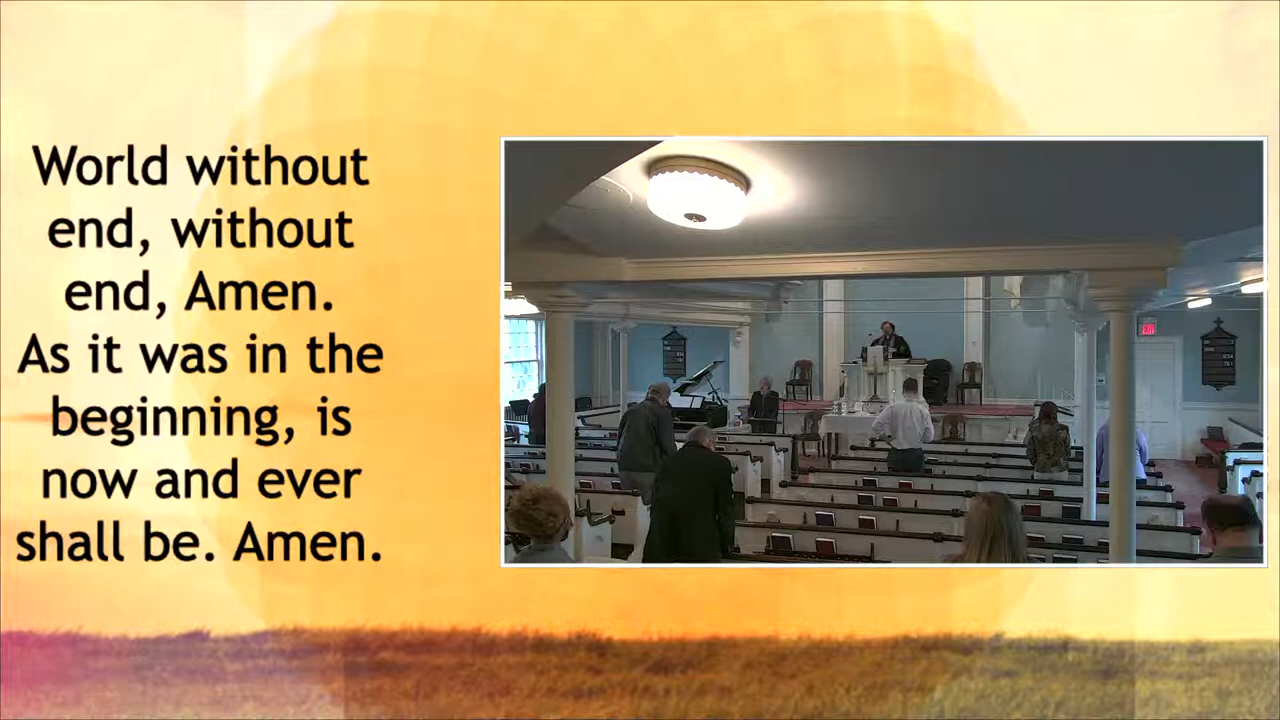 World without
end, without
end, Amen.
As it was in the
beginning, is
now and ever
shall be. Amen.